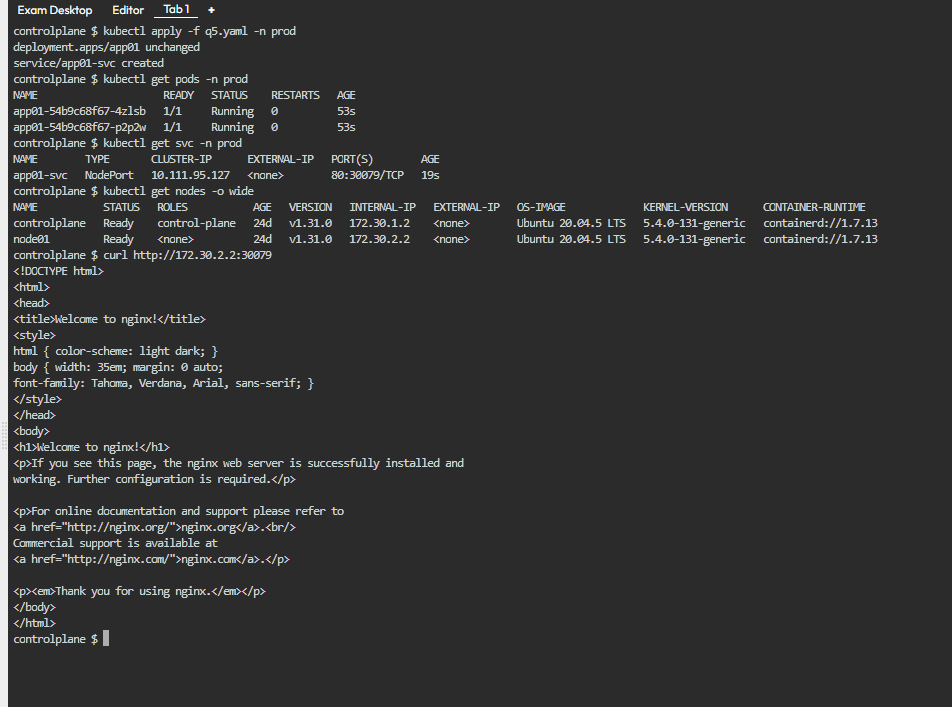 Exam Desktop Editor Tab 1 +
controlplane $ kubectl apply -f q5.yaml -n prod
deployment.apps/app01 unchanged
service/app01-svc created
controlplane $ kubectl get pods -n prod
NAME READY STATUS RESTARTS AGE
app01-54b9c68f67-4zlsb 1/1 Running 0 53s
app01-54b9c68f67-p2p2w 1/1 Running 0 53s
controlplane $ kubectl get svc -n prod
NAME TYPE CLUSTER-IP EXTERNAL-IP PORT(S) AGE
app01-svc NodePort 10.111.95.127 <none> 80:30079/TCP 19s
controlplane $ kubectl get nodes -o wide
NAME STATUS ROLES AGE VERSION INTERNAL-IP EXTERNAL-IP OS-IMAGE KERNEL-VERSION CONTAINER-RUNTIME
controlplane Ready control-plane 24d v1.31.0 172.30.1.2 <none> Ubuntu 20.04.5 LTS 5.4.0-131-generic containerd://1.7.13
node01 Ready <none> 24d v1.31.0 172.30.2.2 <none> Ubuntu 20.04.5 LTS 5.4.0-131-generic containerd://1.7.13
controlplane $ curl http://172.30.2.2:30079
<!DOCTYPE html>
<html>
<head>
<title>Welcome to nginx!</title>
<style>
html { color-scheme: light dark; }
body { width: 35em; margin: 0 auto;
font-family: Tahoma, Verdana, Arial, sans-serif; }
</style>
</head>
<body>
<h1>Welcome to nginx!</h1>
<p>If you see this page, the nginx web server is successfully installed and
working. Further configuration is required.</p>

<p>For online documentation and support please refer to
<a href="http://nginx.org/">nginx.org</a>.<br/>
Commercial support is available at
<a href="http://nginx.com/">nginx.com</a>.</p>

<p><em>Thank you for using nginx.</em></p>
</body>
</html>
controlplane $